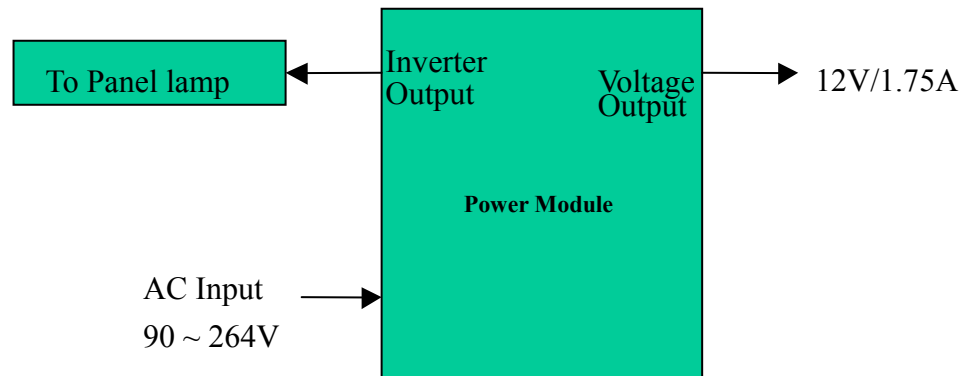 To Panel lamp
Inverter
Output
Voltage
Output
12V/1.75A
Power Module
AC Input
90 ~ 264V